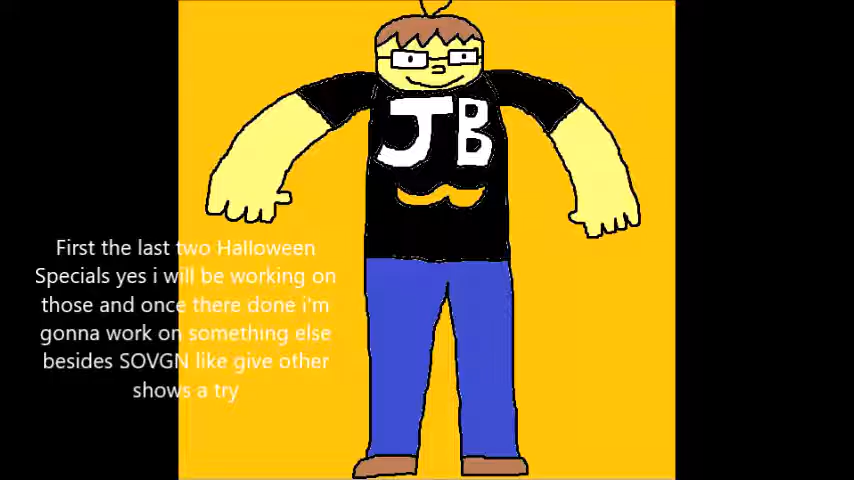 JB
First the last two Halloween
Specials yes i will be working on
those and once there done i'm
gonna work on something else
besides SOVGN like give other
shows a try